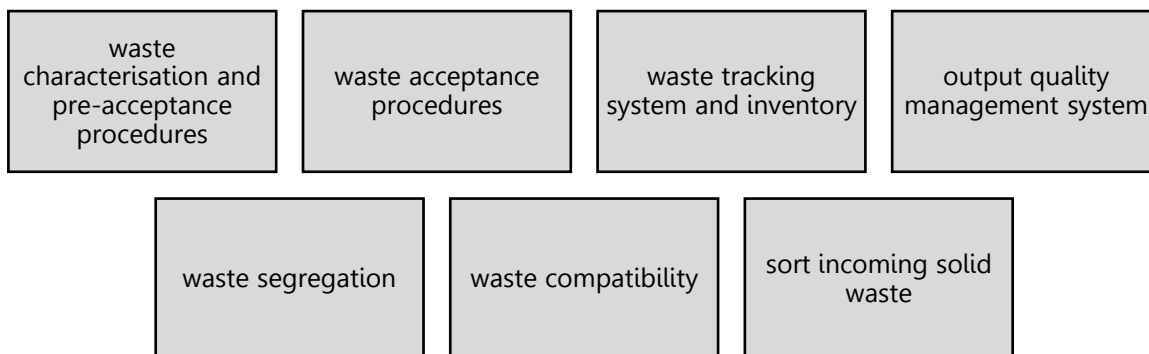 waste
characterisation and
pre-acceptance
procedures
waste acceptance
procedures
waste tracking
system and inventory
output quality
management system
waste segregation
waste compatibility
sort incoming solid
waste